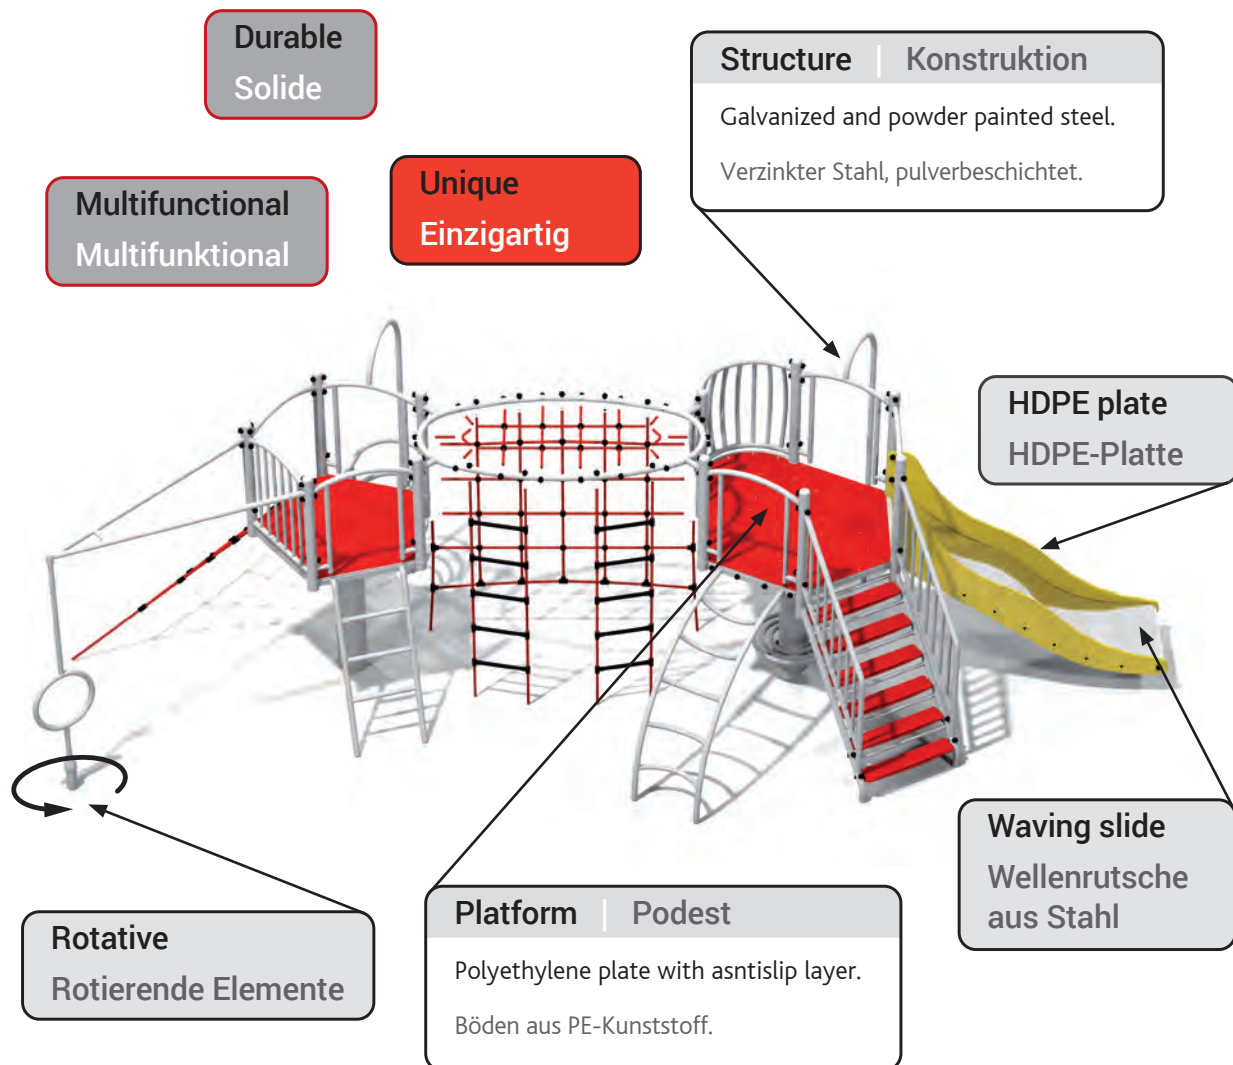 Durable
Solide
Structure | Konstruktion
Galvanized and powder painted steel.
Verzinkter Stahl, pulverbeschichtet.
Multifunctional
Multifunktional
Unique
Einzigartig
HDPE plate
HDPE-Platte
Waving slide
Wellenrutsche
aus Stahl
Platform | Podest
Polyethylene plate with asntislip layer.
Böden aus PE-Kunststoff.
Rotative
Rotierende Elemente